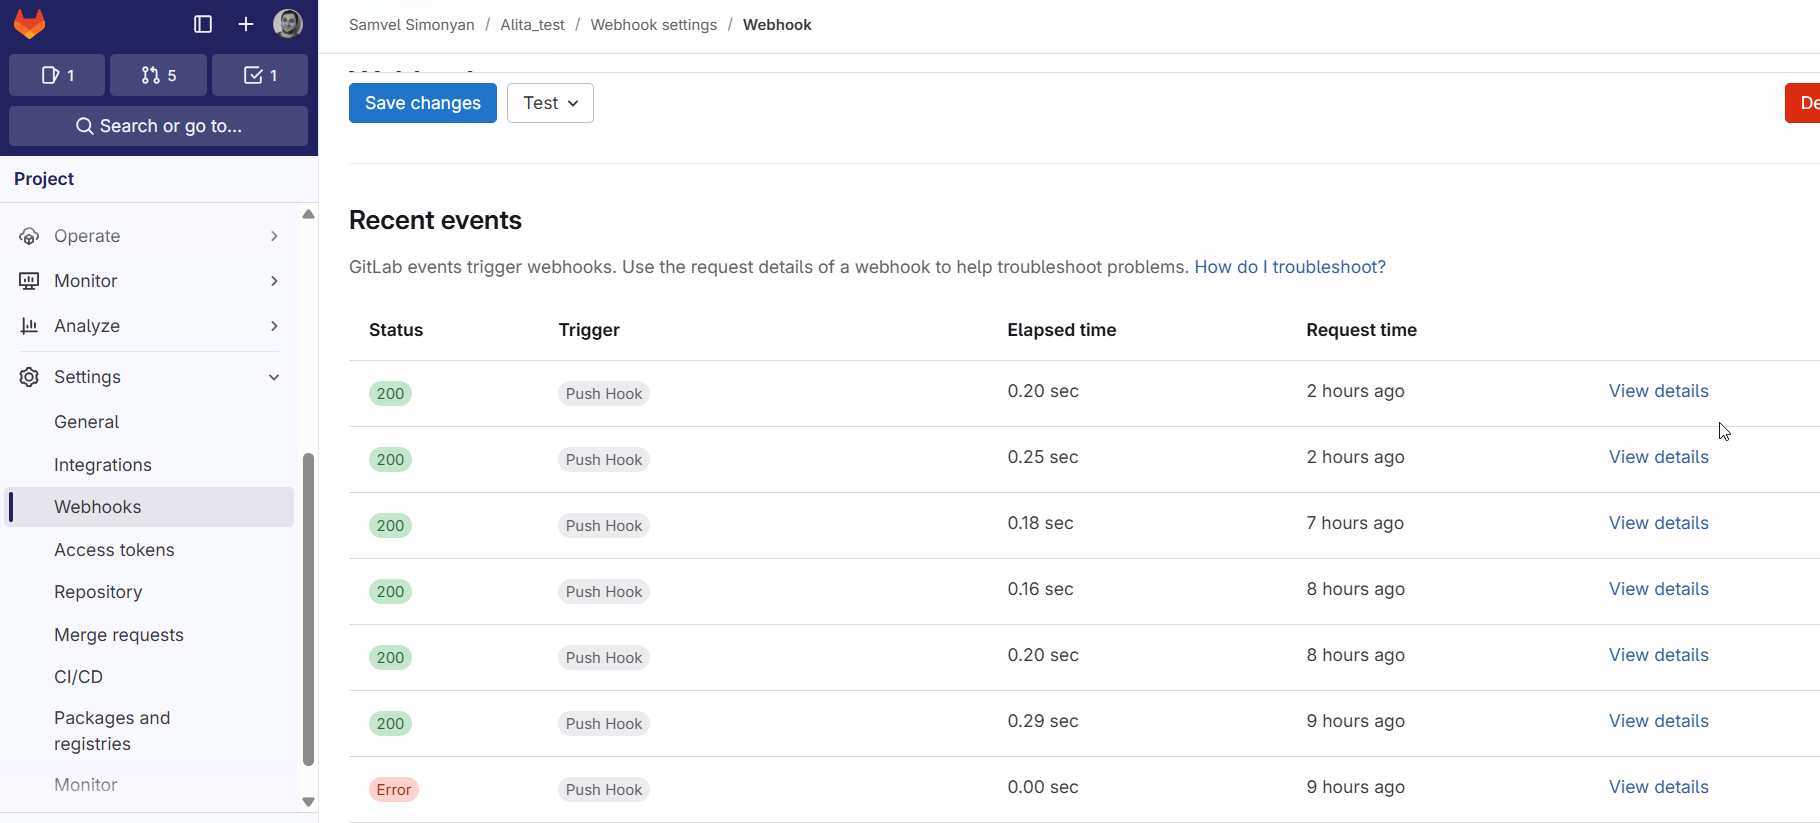 Samvel Simonyan / Alita_test / Webhook settings / Webhook
1
5
1
Search or go to...
Project
Operate
Monitor
Analyze
Settings
General
Integrations
Webhooks
Access tokens
Repository
Merge requests
CI/CD
Packages and
registries
Monitor
Save changes
Test
De
Recent events
GitLab events trigger webhooks. Use the request details of a webhook to help troubleshoot problems. How do I troubleshoot?
Status Trigger Elapsed time Request time
200 Push Hook 0.20 sec 2 hours ago View details
200 Push Hook 0.25 sec 2 hours ago View details
200 Push Hook 0.18 sec 7 hours ago View details
200 Push Hook 0.16 sec 8 hours ago View details
200 Push Hook 0.20 sec 8 hours ago View details
200 Push Hook 0.29 sec 9 hours ago View details
Error Push Hook 0.00 sec 9 hours ago View details